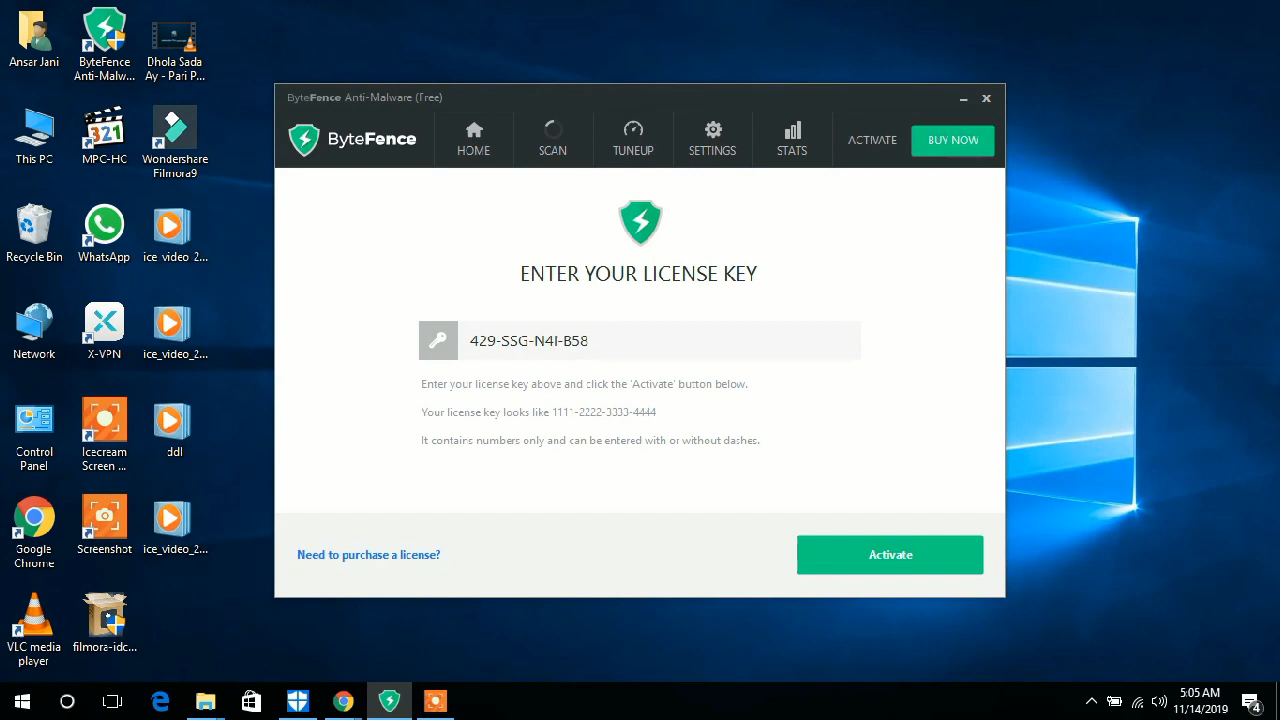 Ansar Jani
ByteFence
Anti-Malw...
Dhola Sada
Ay - Pari P...
This PC
MPC-HC
Wondershare
Filmora9
Recycle Bin
WhatsApp
ice_video_2...
Network
X-VPN
ice_video_2...
Control
Panel
Icecream
Screen ...
ddl
Google
Chrome
Screenshot
ice_video_2...
VLC media
player
filmora-idc...
ByteFence Anti-Malware (Free)
ByteFence
HOME
SCAN
TUNEUP
SETTINGS
STATS
ACTIVATE
BUY NOW
ENTER YOUR LICENSE KEY
429-SSG-N4I-B58
Enter your license key above and click the 'Activate' button below.
Your license key looks like 1111-2222-3333-4444
It contains numbers only and can be entered with or without dashes.
Need to purchase a license?
Activate
5:05 AM
11/14/2019
4
321